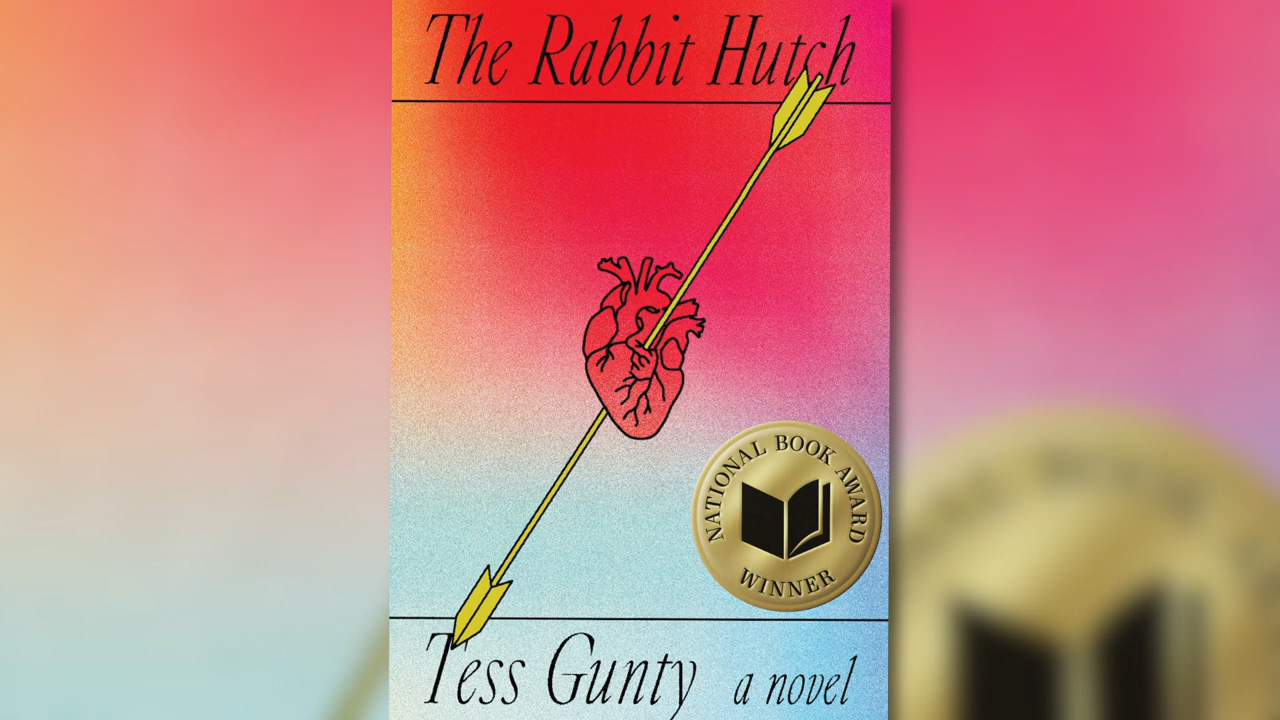 The Rabbit Hutch
NATIONAL BOOK AWARD
WINNER
Tess Gunty a novel